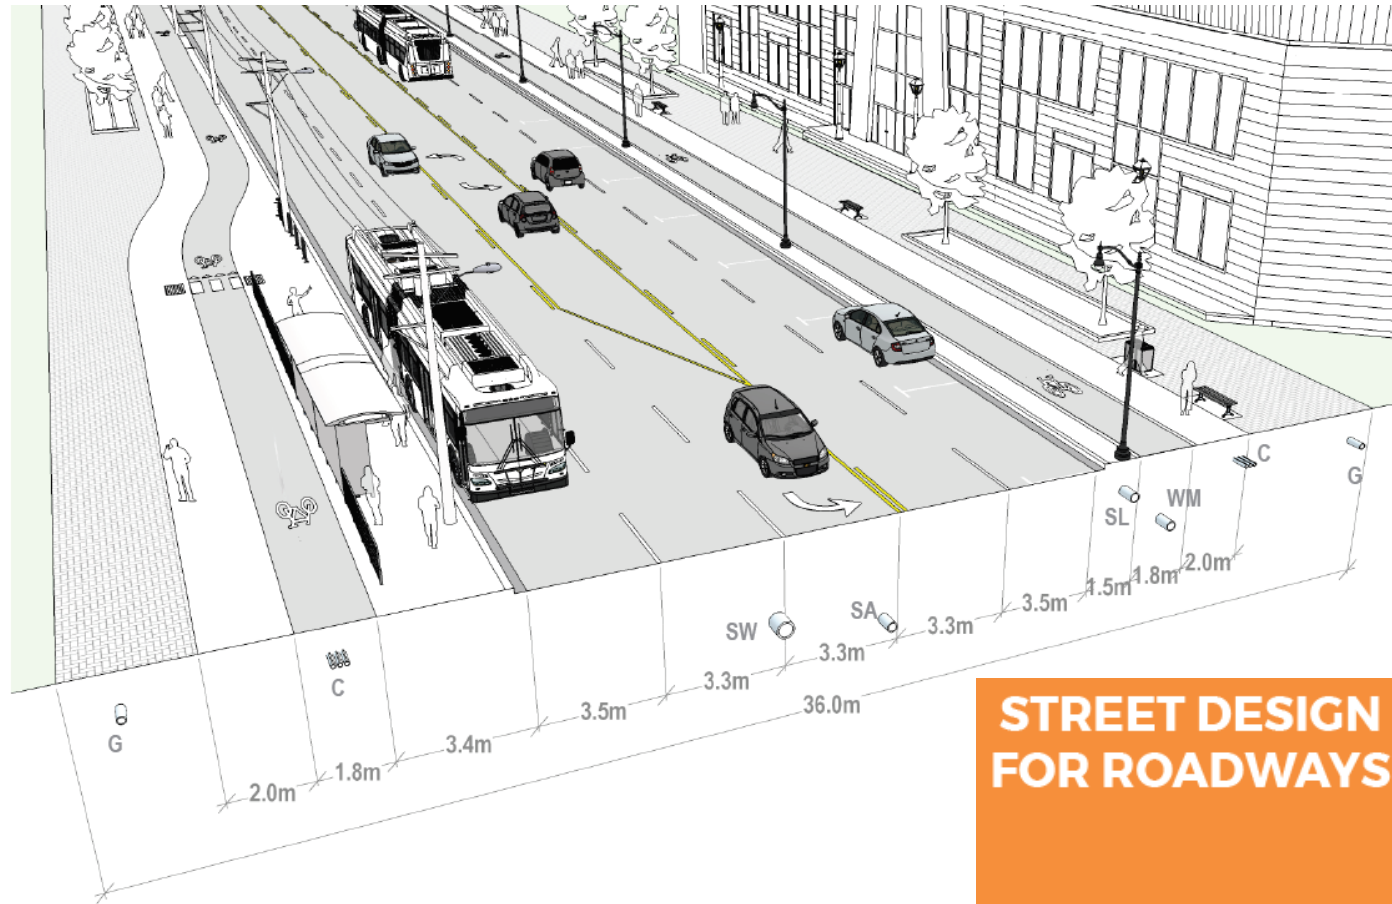 C
G
SL
WM
2.0m
1.8m
1.5m
3.5m
3.3m
SA
3.3m
SW
3.3m
3.5m
3.4m
1.8m
2.0m
C
G
36.0m
STREET DESIGN
FOR ROADWAYS